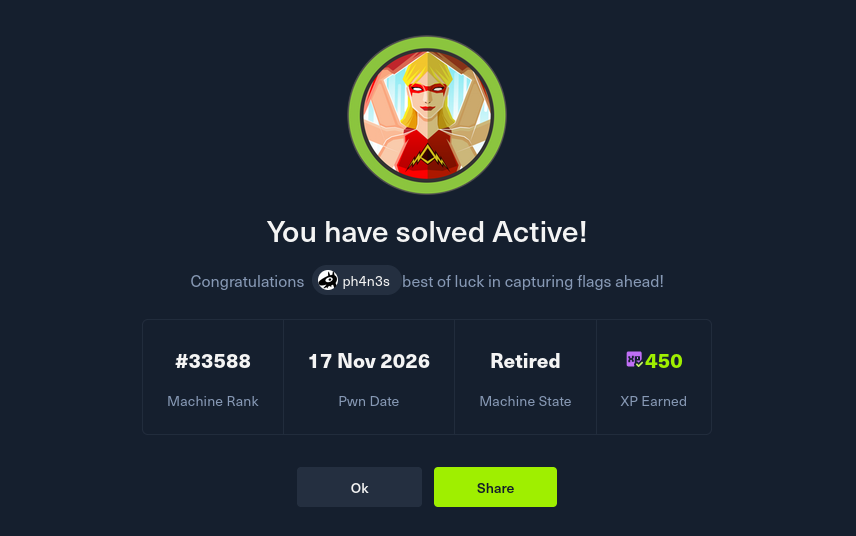 You have solved Active!
Congratulations ph4n3s best of luck in capturing flags ahead!
#33588 17 Nov 2026 Retired XP 450
Machine Rank Pwn Date Machine State XP Earned
Ok Share